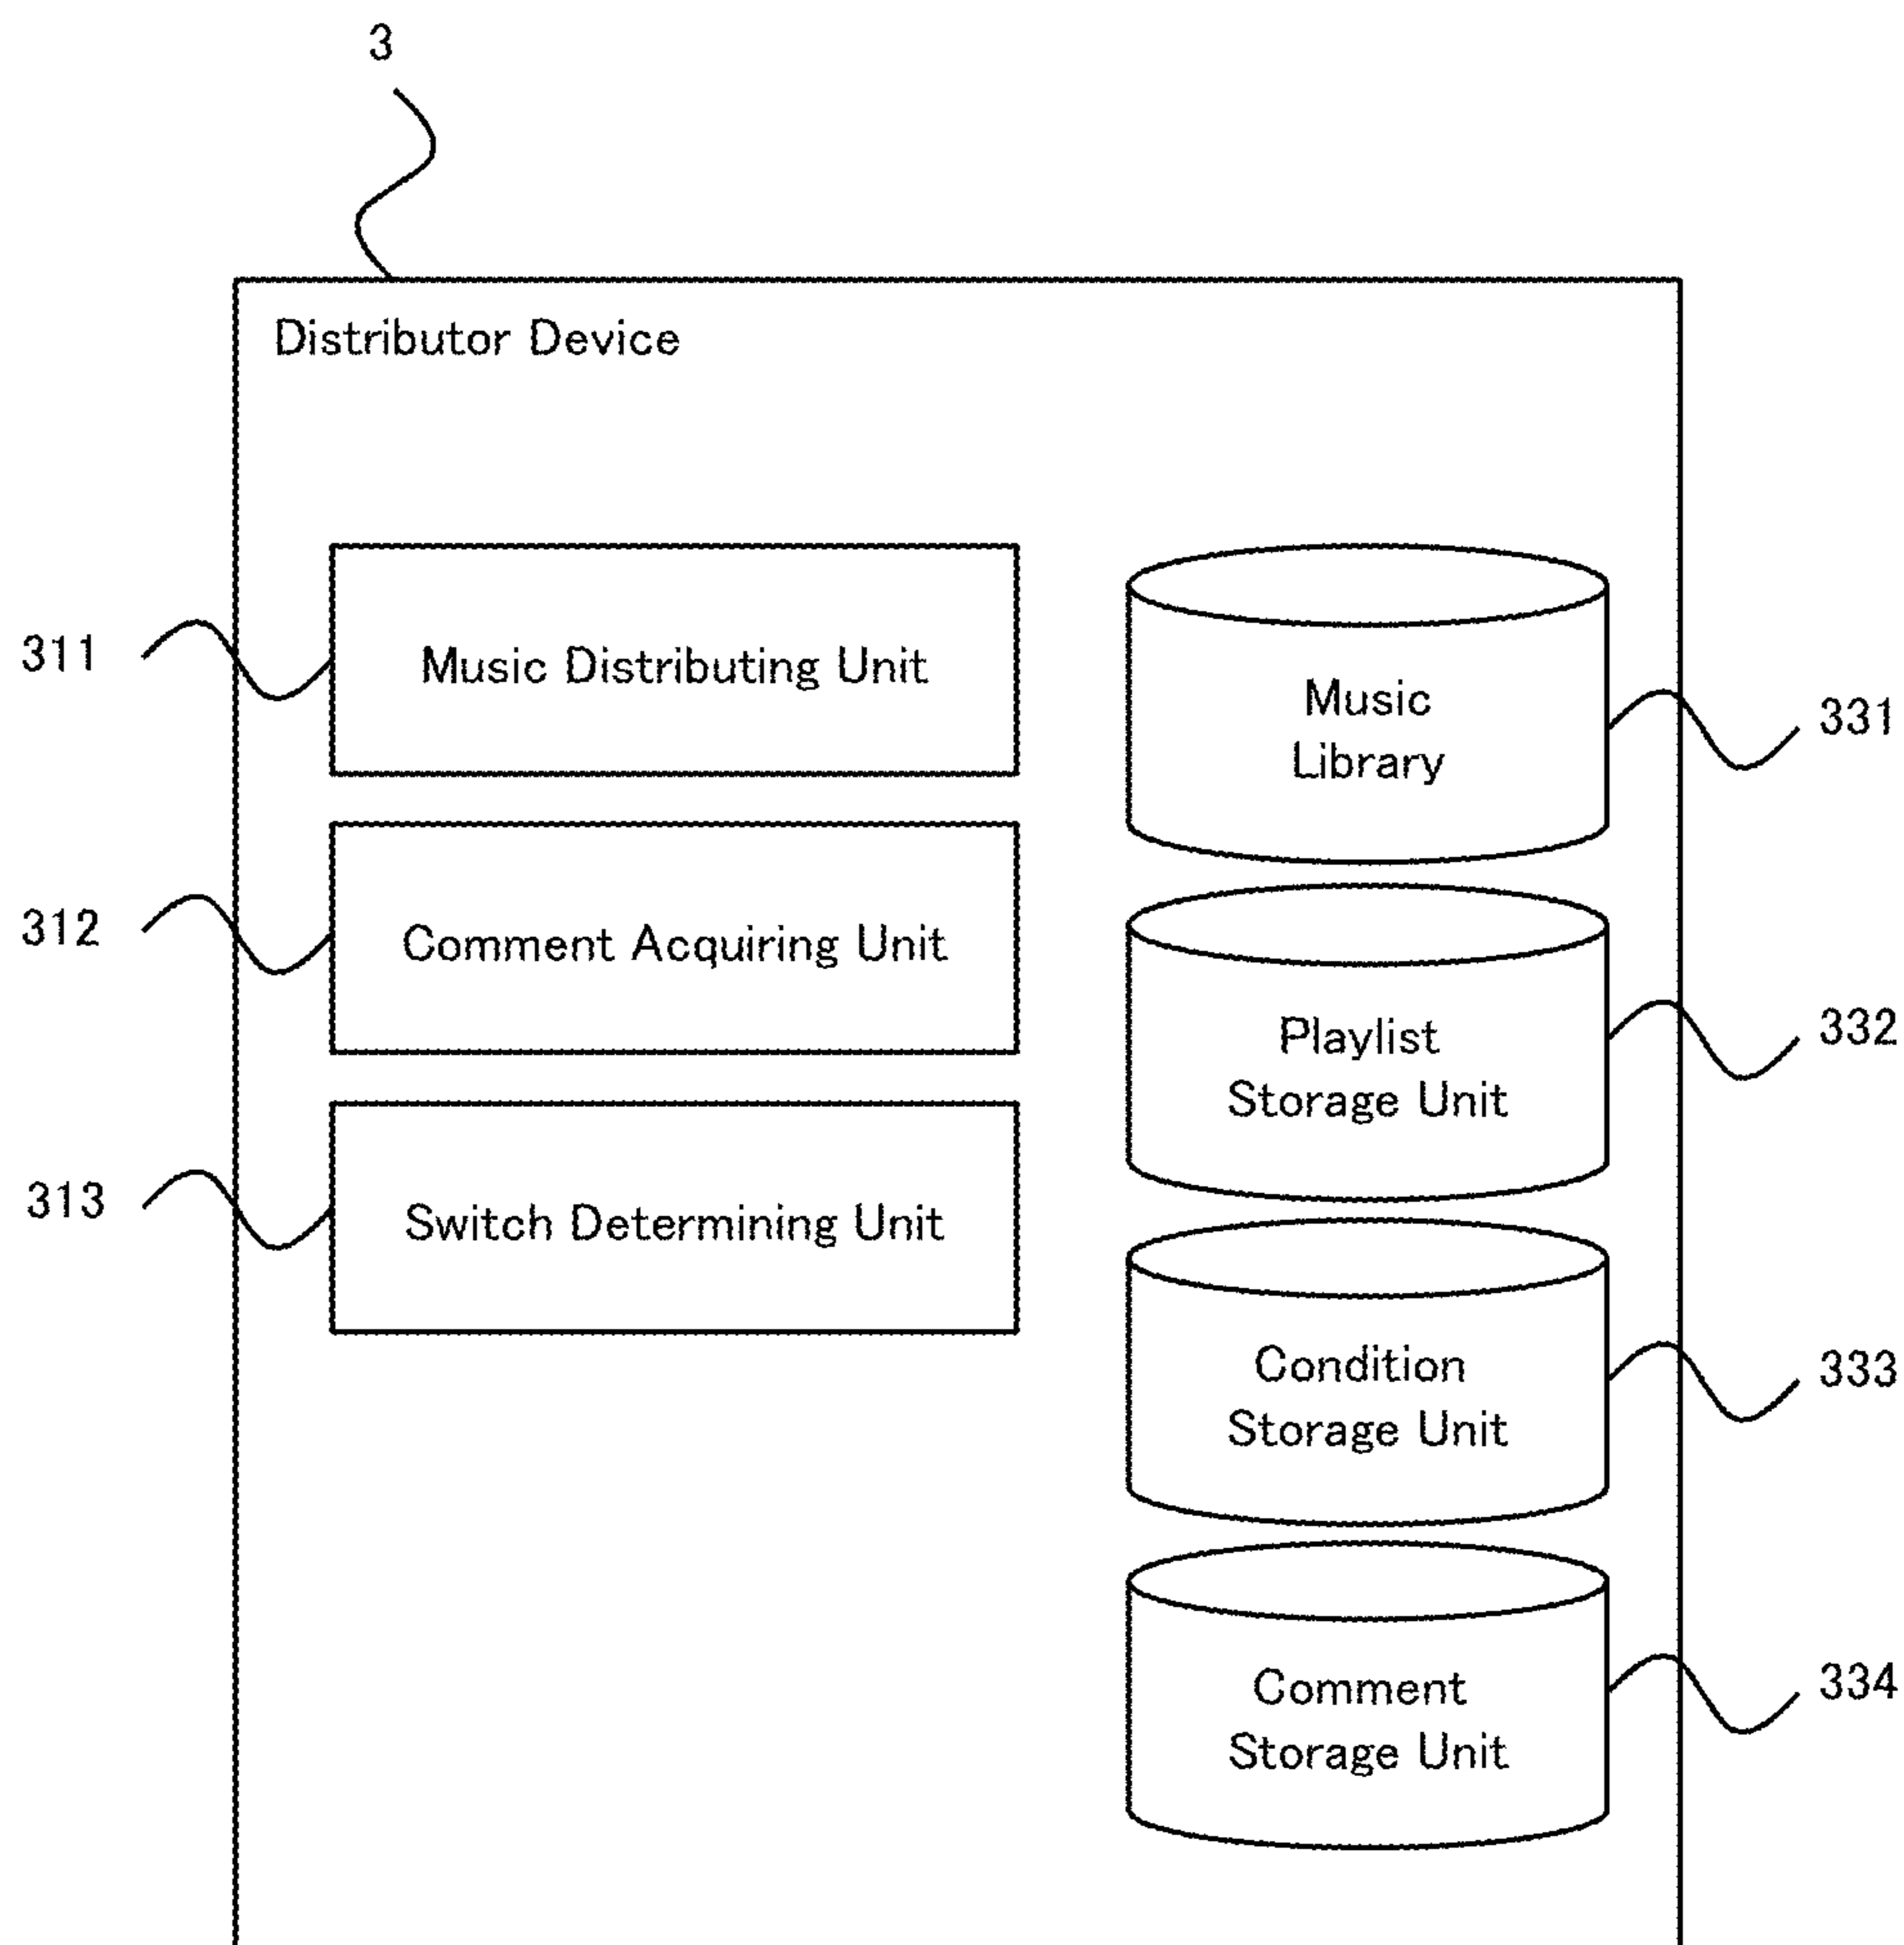 3
Distributor Device
311
Music Distributing Unit
312
Comment Acquiring Unit
313
Switch Determining Unit
Music
Library
331
Playlist
Storage Unit
332
Condition
Storage Unit
333
Comment
Storage Unit
334